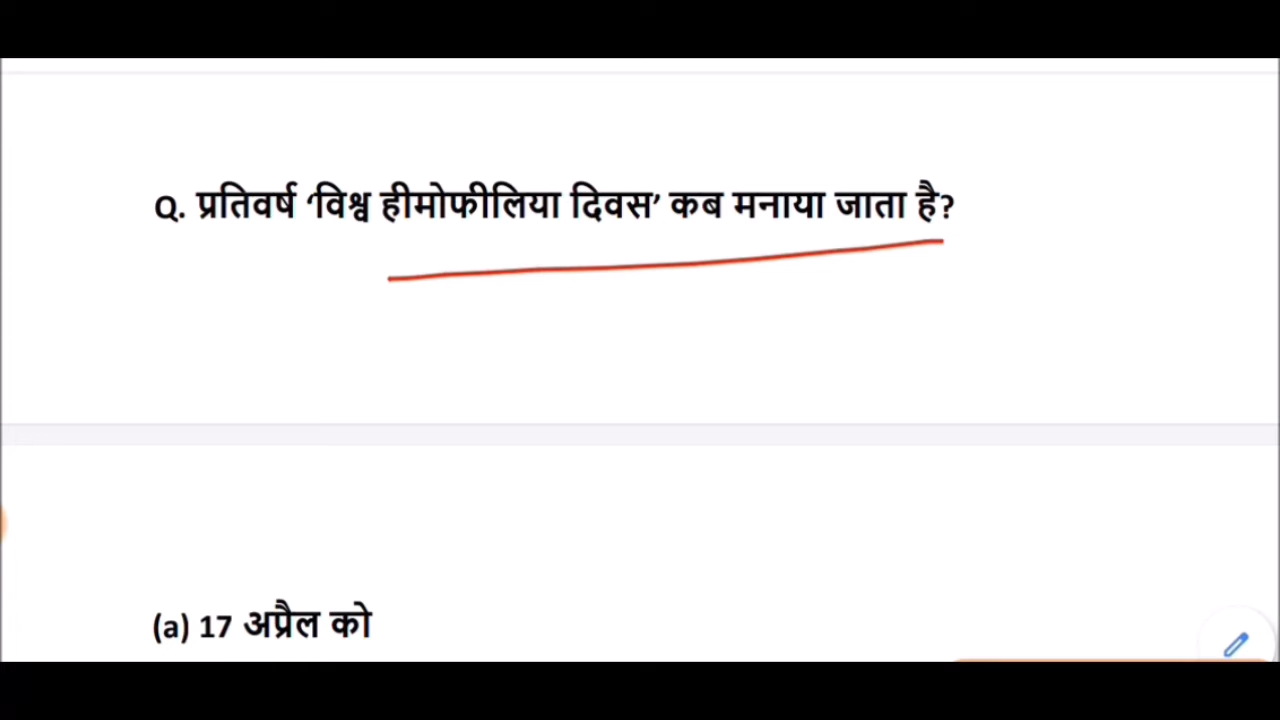 Q. प्रतिवर्ष ‘विश्व हीमोफीलिया दिवस’ कब मनाया जाता है?
(a) 17 अप्रैल को